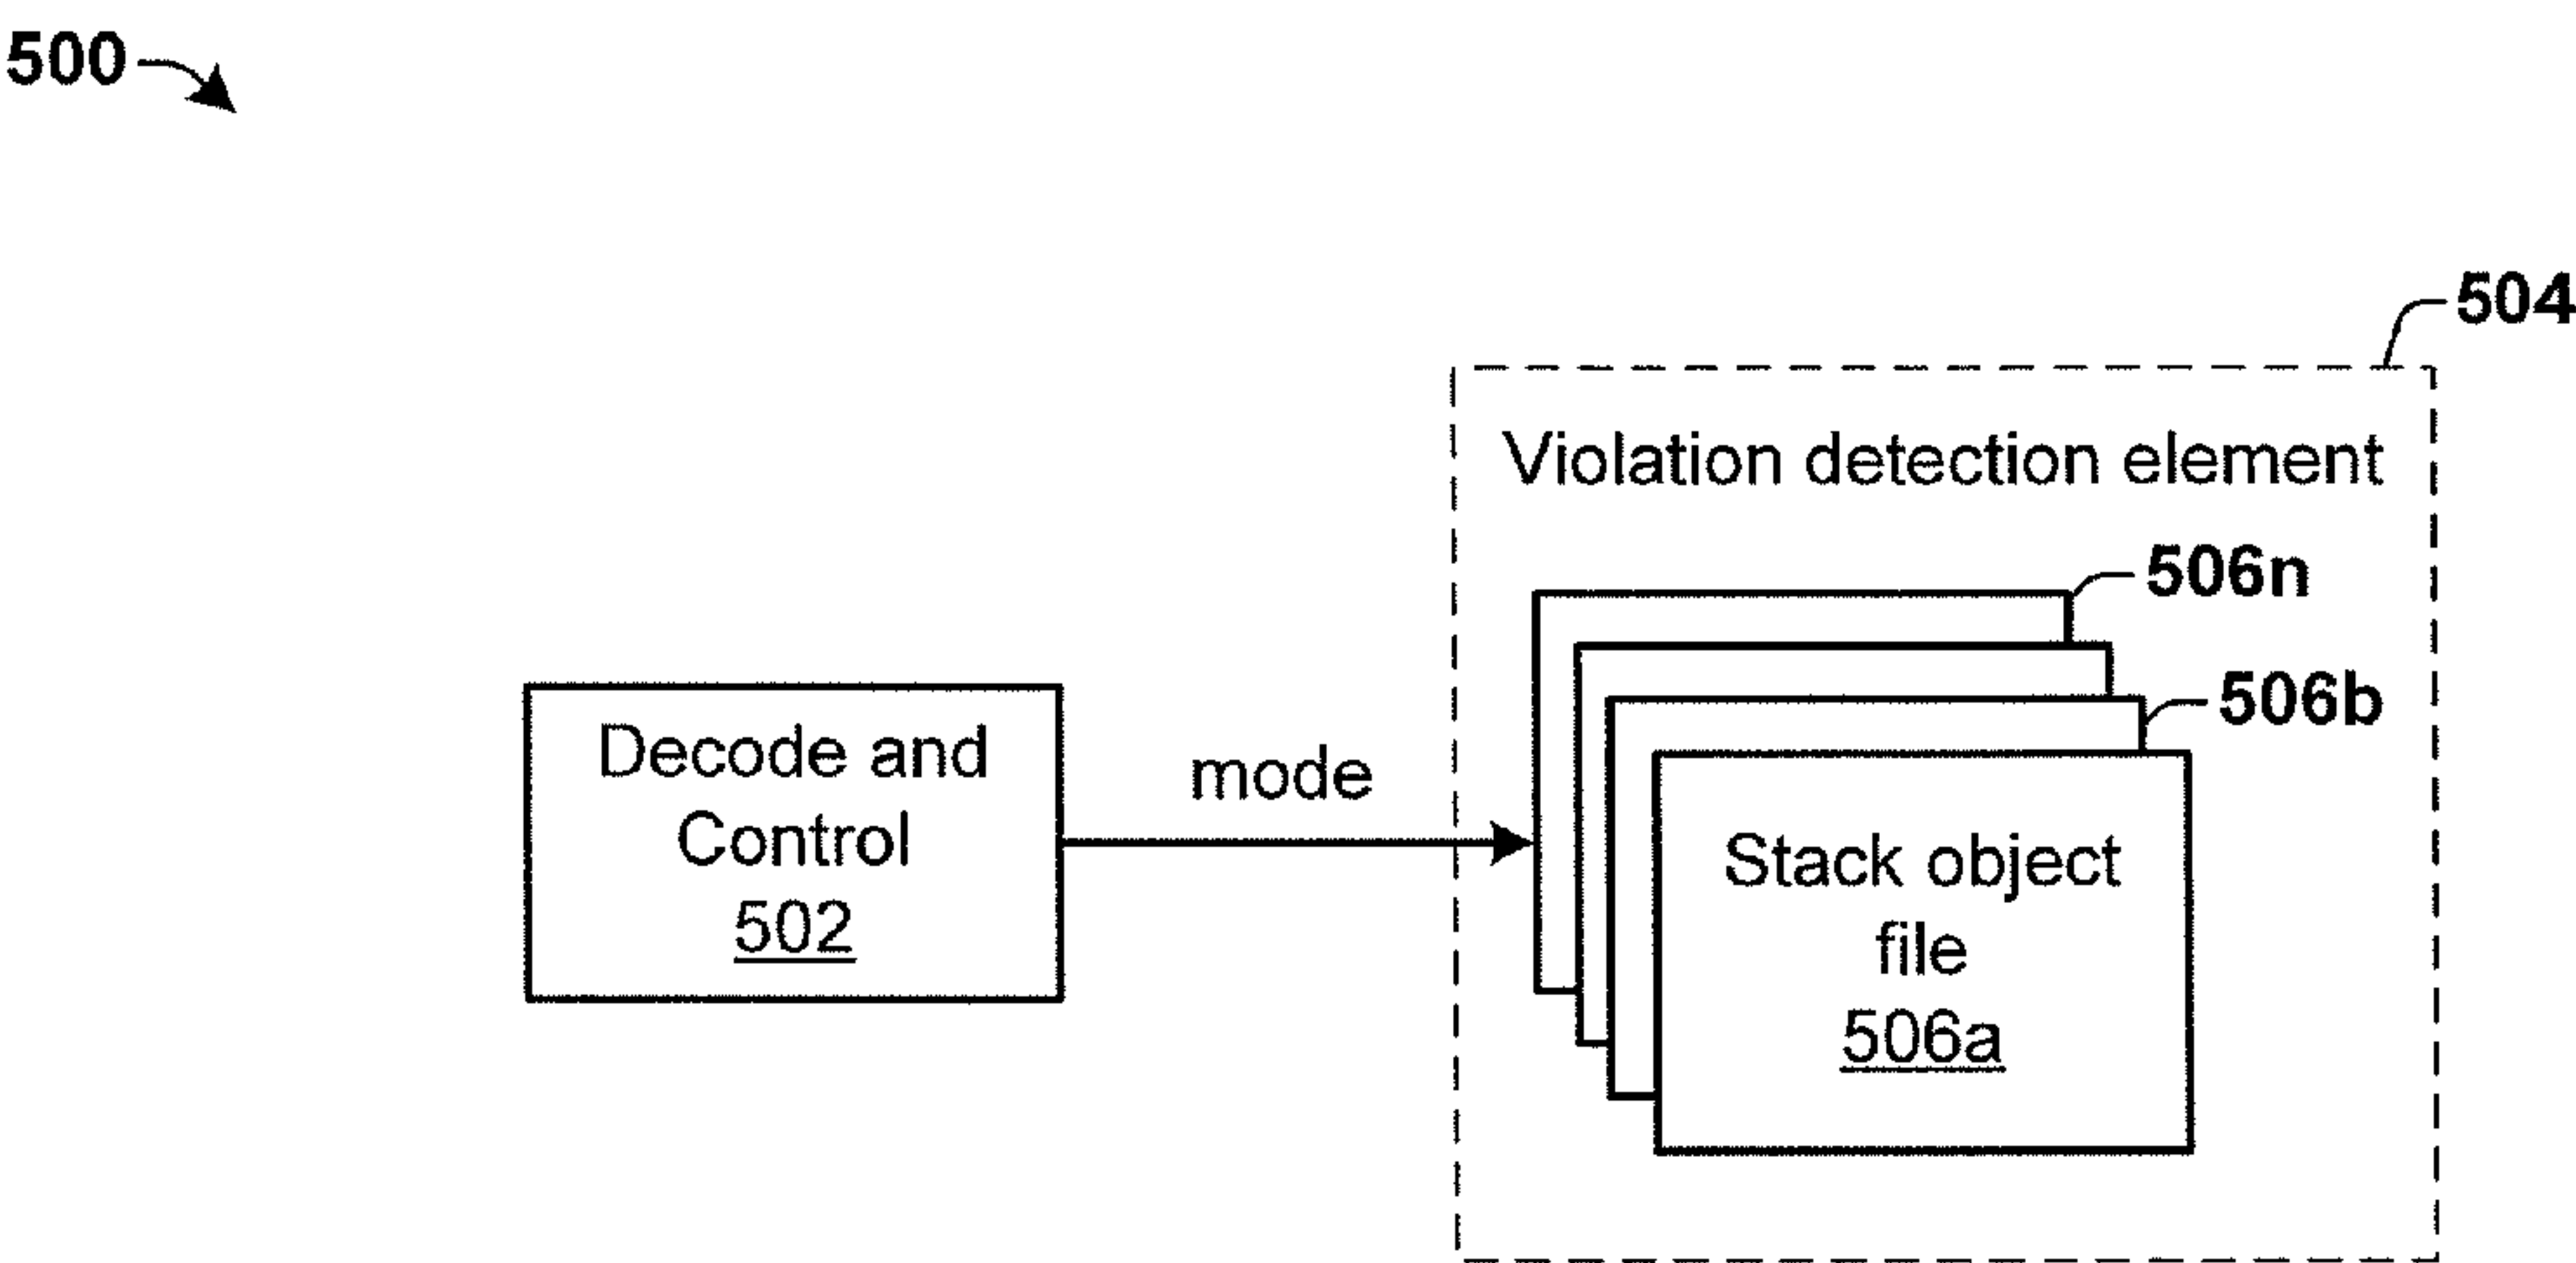 500
504
Violation detection element
506n
506b
Decode and
Control
502
mode
Stack object
file
506a